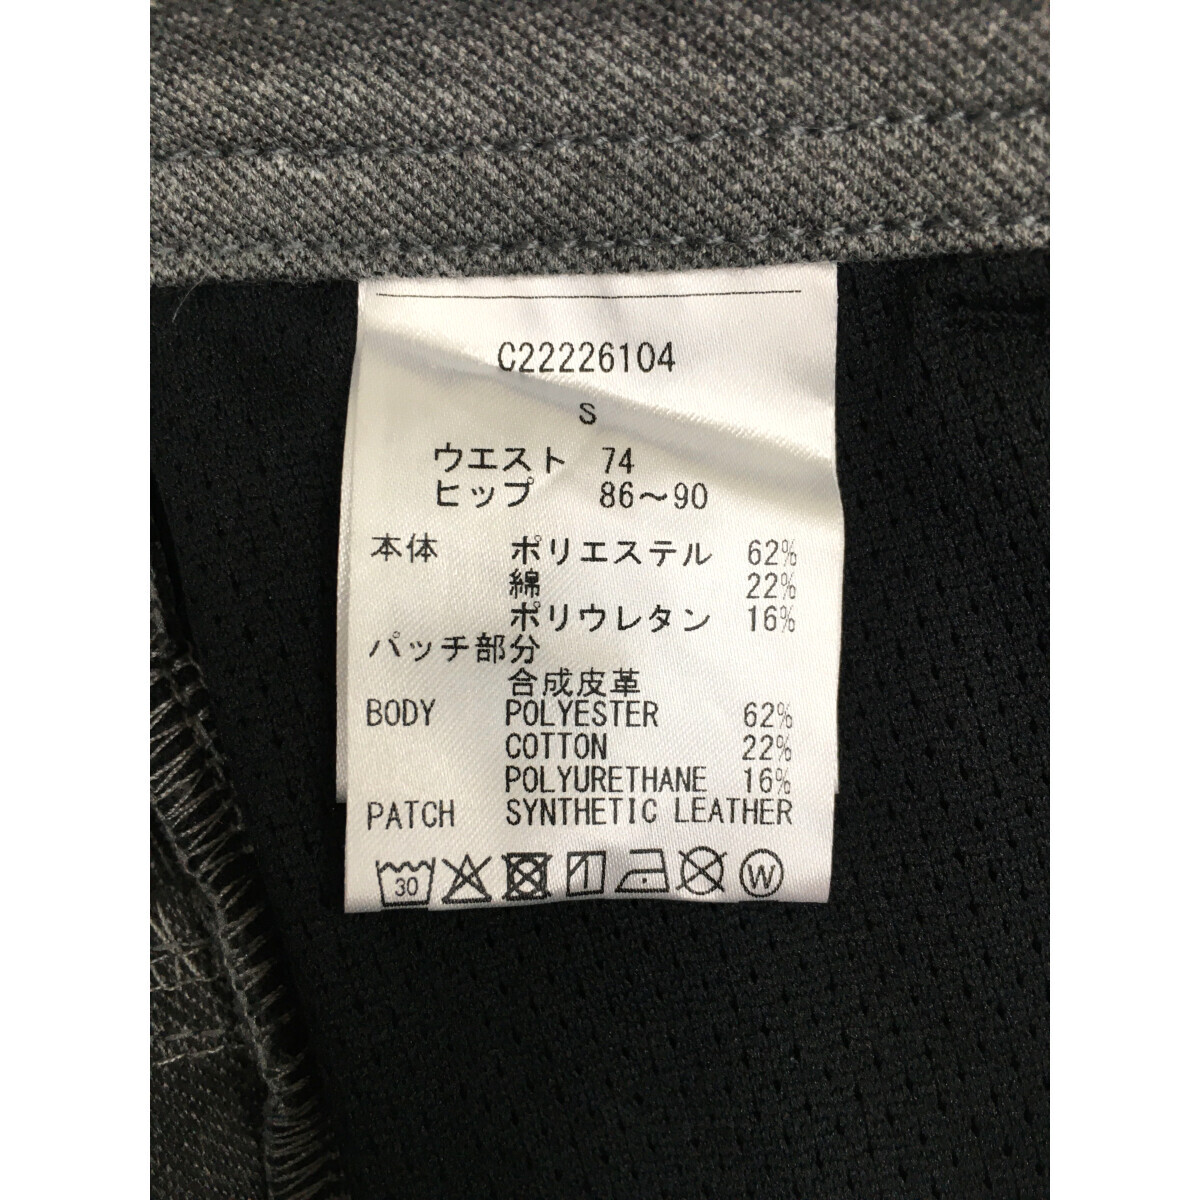 C22226104
S
ウエスト 74
ヒップ 86～90
本体 ポリエステル 62%
綿 22%
ポリウレタン 16%
パッチ部分
合成皮革
BODY POLYESTER 62%
COTTON 22%
POLYURETHANE 16%
PATCH SYNTHETIC LEATHER
30 W